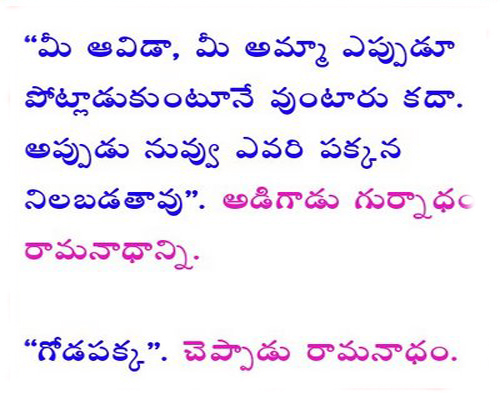 “మీ ఆవిడా, మీ అమ్మా ఎప్పుడూ
పోట్లాడుకుంటూనే వుంటారు కదా.
అప్పుడు నువ్వు ఎవరి పక్కన
నిలబడతావు”. అడిగాడు గుర్నాధం
రామనాధాన్ని.
“గోడపక్క”. చెప్పాడు రామనాధం.